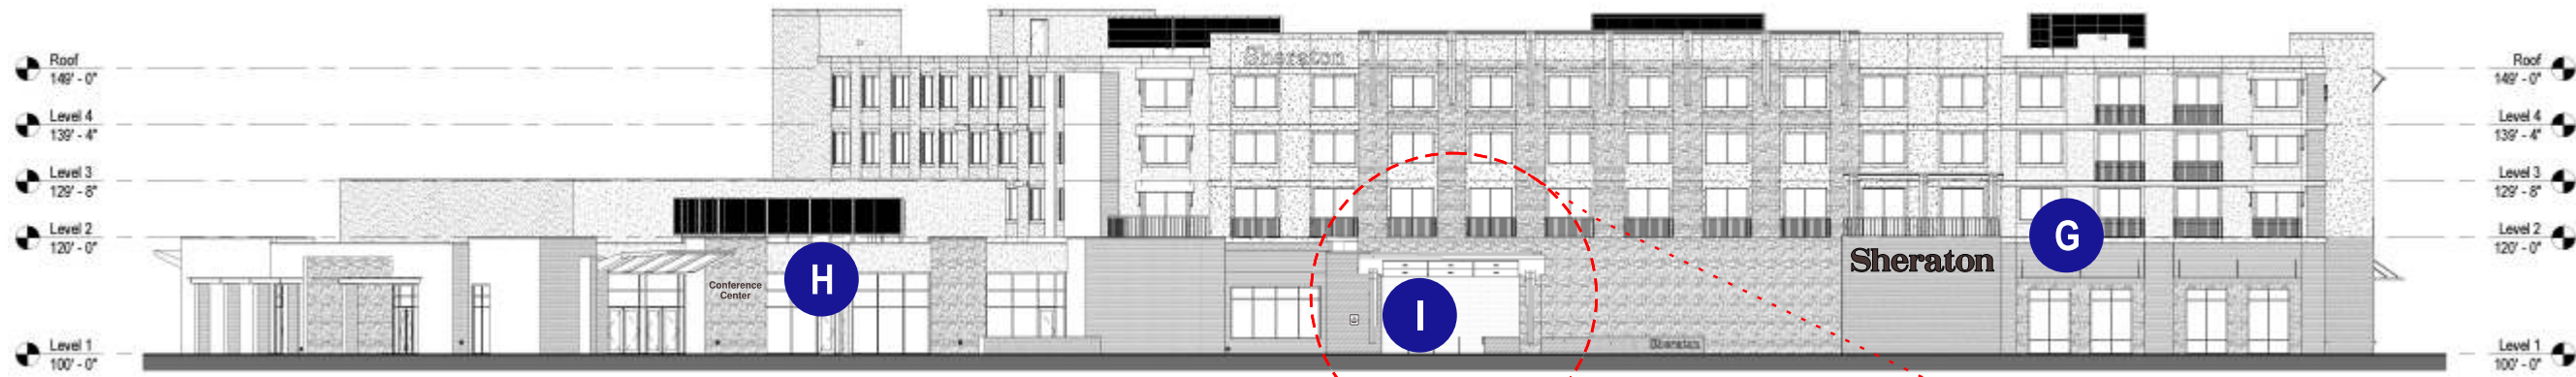 Roof
149' - 0"
Level 4
139' - 4"
Level 3
129' - 8"
Level 2
120' - 0"
Level 1
100' - 0"
Sheraton
Conference
Center
H
I
Sheraton
Sheraton
G
Roof
149' - 0"
Level 4
139' - 4"
Level 3
129' - 8"
Level 2
120' - 0"
Level 1
100' - 0"